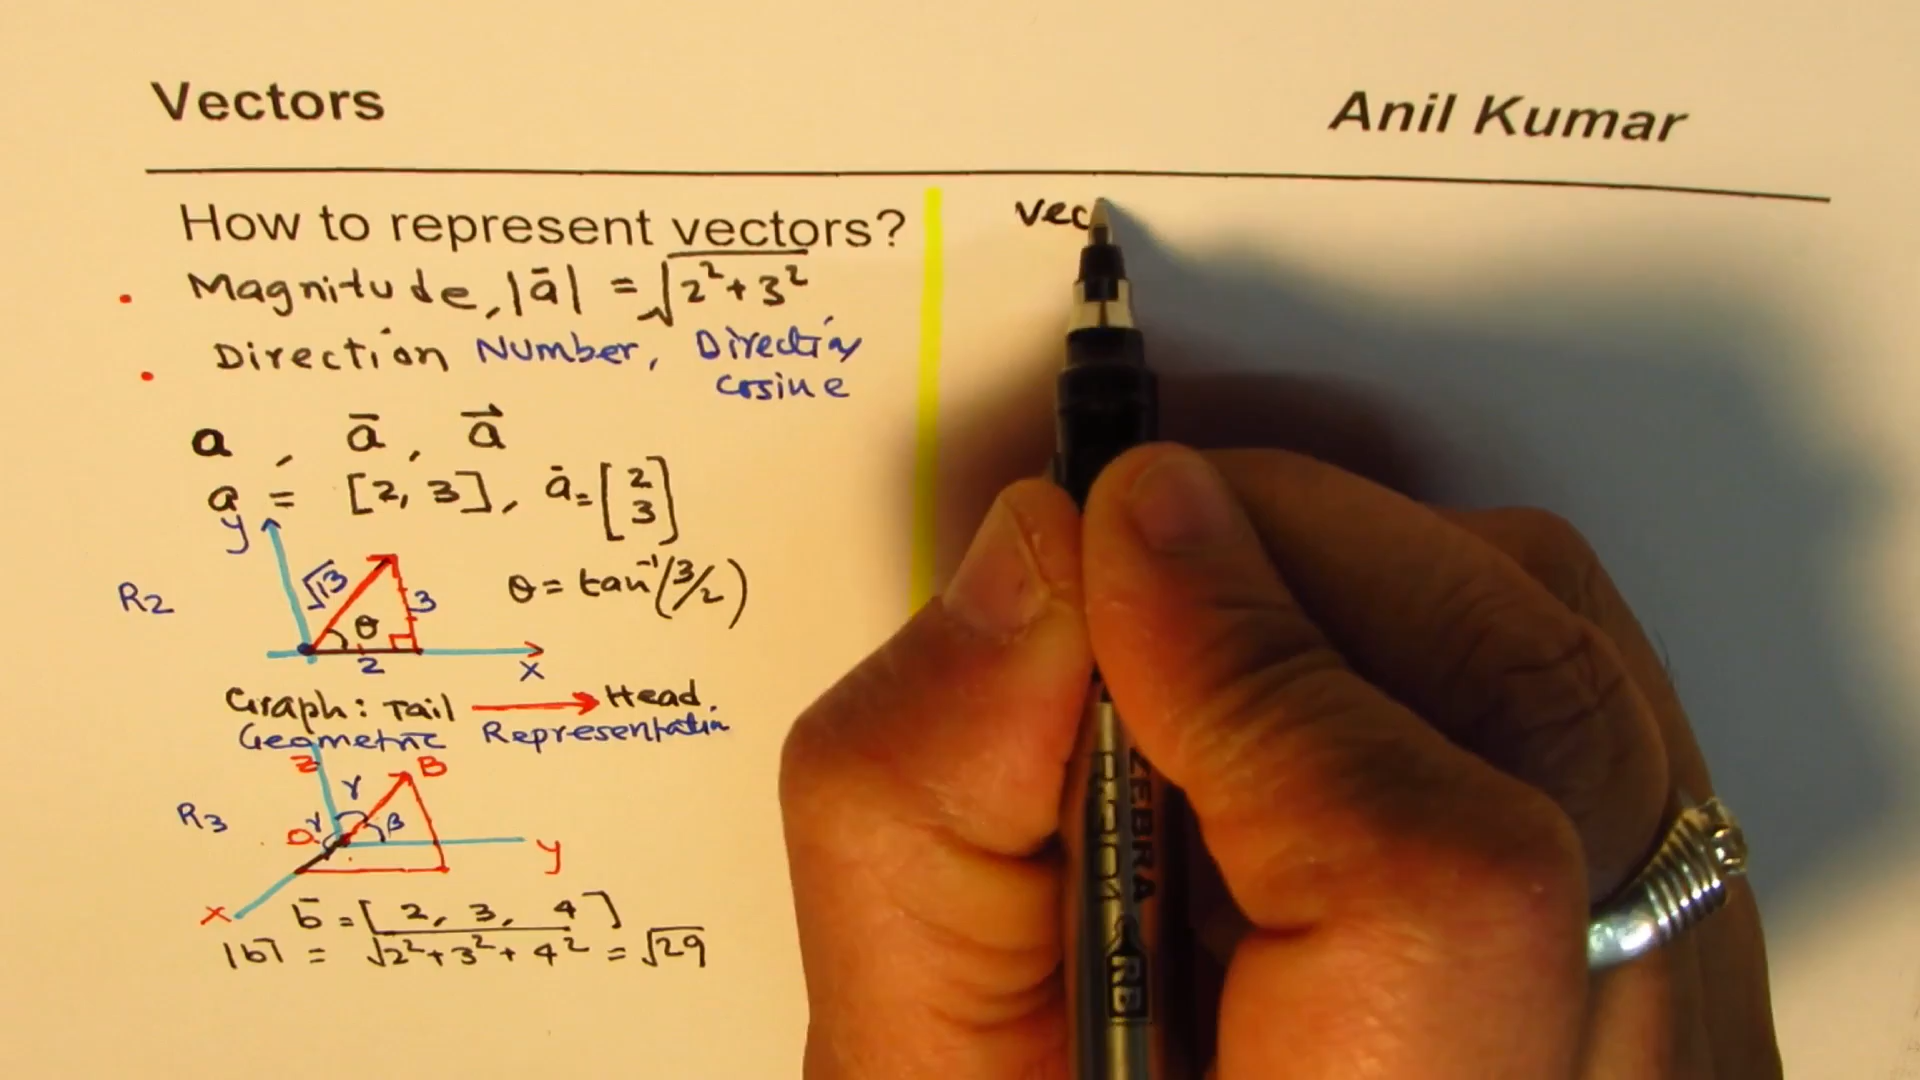 Vectors
Anil Kumar
How to represent vectors?
• Magnitude, |ā| = √2²+3²
• Direction Number, Direction
cosine
a , ā , a⃗
a = [2, 3], ā = [2
3]
y
R2
√13
θ
3
2
x
θ = tan⁻¹(3/2)
Graph: Tail → Head.
Geometric Representation
z
B
γ
R3
O
γ
β
y
x
b̄ = [2, 3, 4]
|b̄| = √2²+3²+4² = √29
vec
ZEBRA
R301
RB